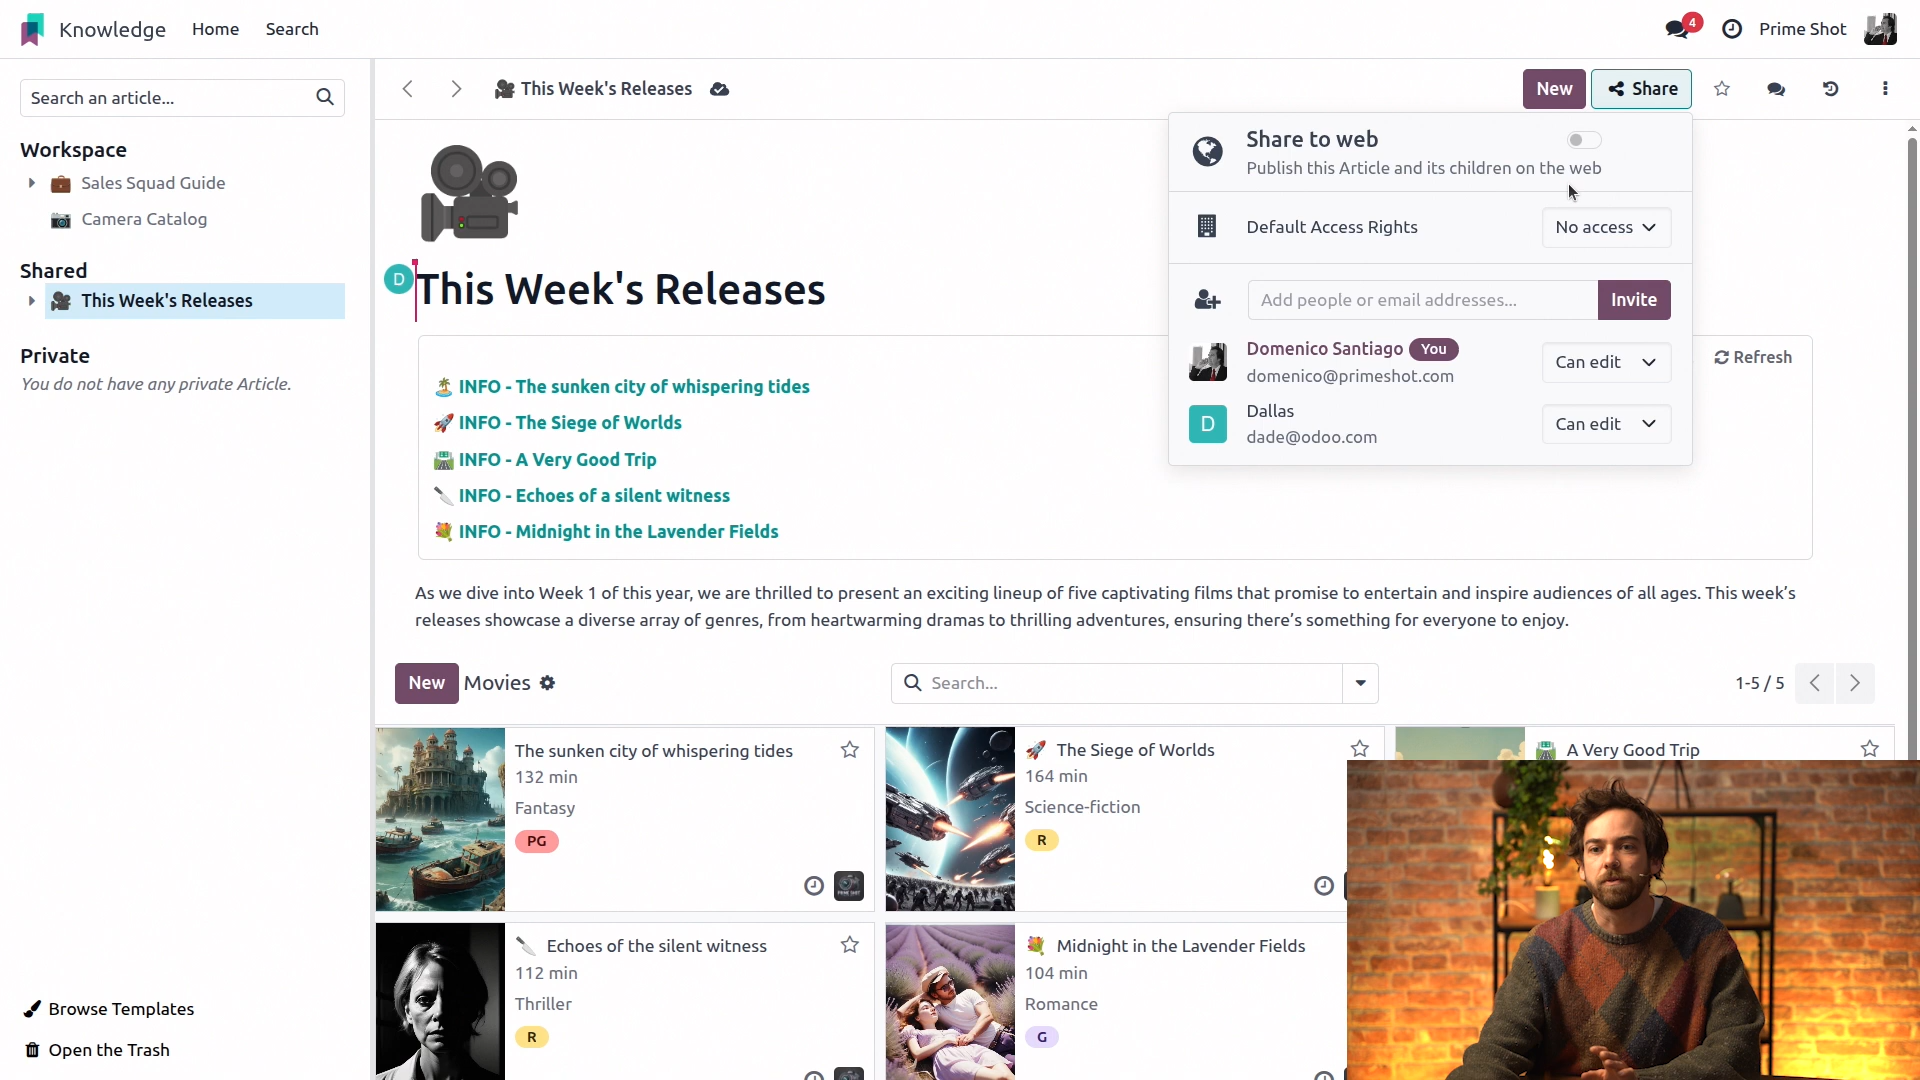 Knowledge Home Search
4
Prime Shot
Search an article...
Workspace
Sales Squad Guide
Camera Catalog
Shared
This Week's Releases
Private
You do not have any private Article.
Browse Templates
Open the Trash
This Week's Releases
New Share
Share to web
Publish this Article and its children on the web
Default Access Rights No access
Add people or email addresses... Invite
Domenico Santiago You
domenico@primeshot.com
Can edit
D
Dallas
dade@odoo.com
Can edit
D
This Week's Releases
Refresh
INFO - The sunken city of whispering tides
INFO - The Siege of Worlds
INFO - A Very Good Trip
INFO - Echoes of a silent witness
INFO - Midnight in the Lavender Fields
As we dive into Week 1 of this year, we are thrilled to present an exciting lineup of five captivating films that promise to entertain and inspire audiences of all ages. This week’s
releases showcase a diverse array of genres, from heartwarming dramas to thrilling adventures, ensuring there’s something for everyone to enjoy.
New Movies
Search...
1-5 / 5
The sunken city of whispering tides
132 min
Fantasy
PG
PRIME SHOT
The Siege of Worlds
164 min
Science-fiction
R
A Very Good Trip
Echoes of the silent witness
112 min
Thriller
R
Midnight in the Lavender Fields
104 min
Romance
G